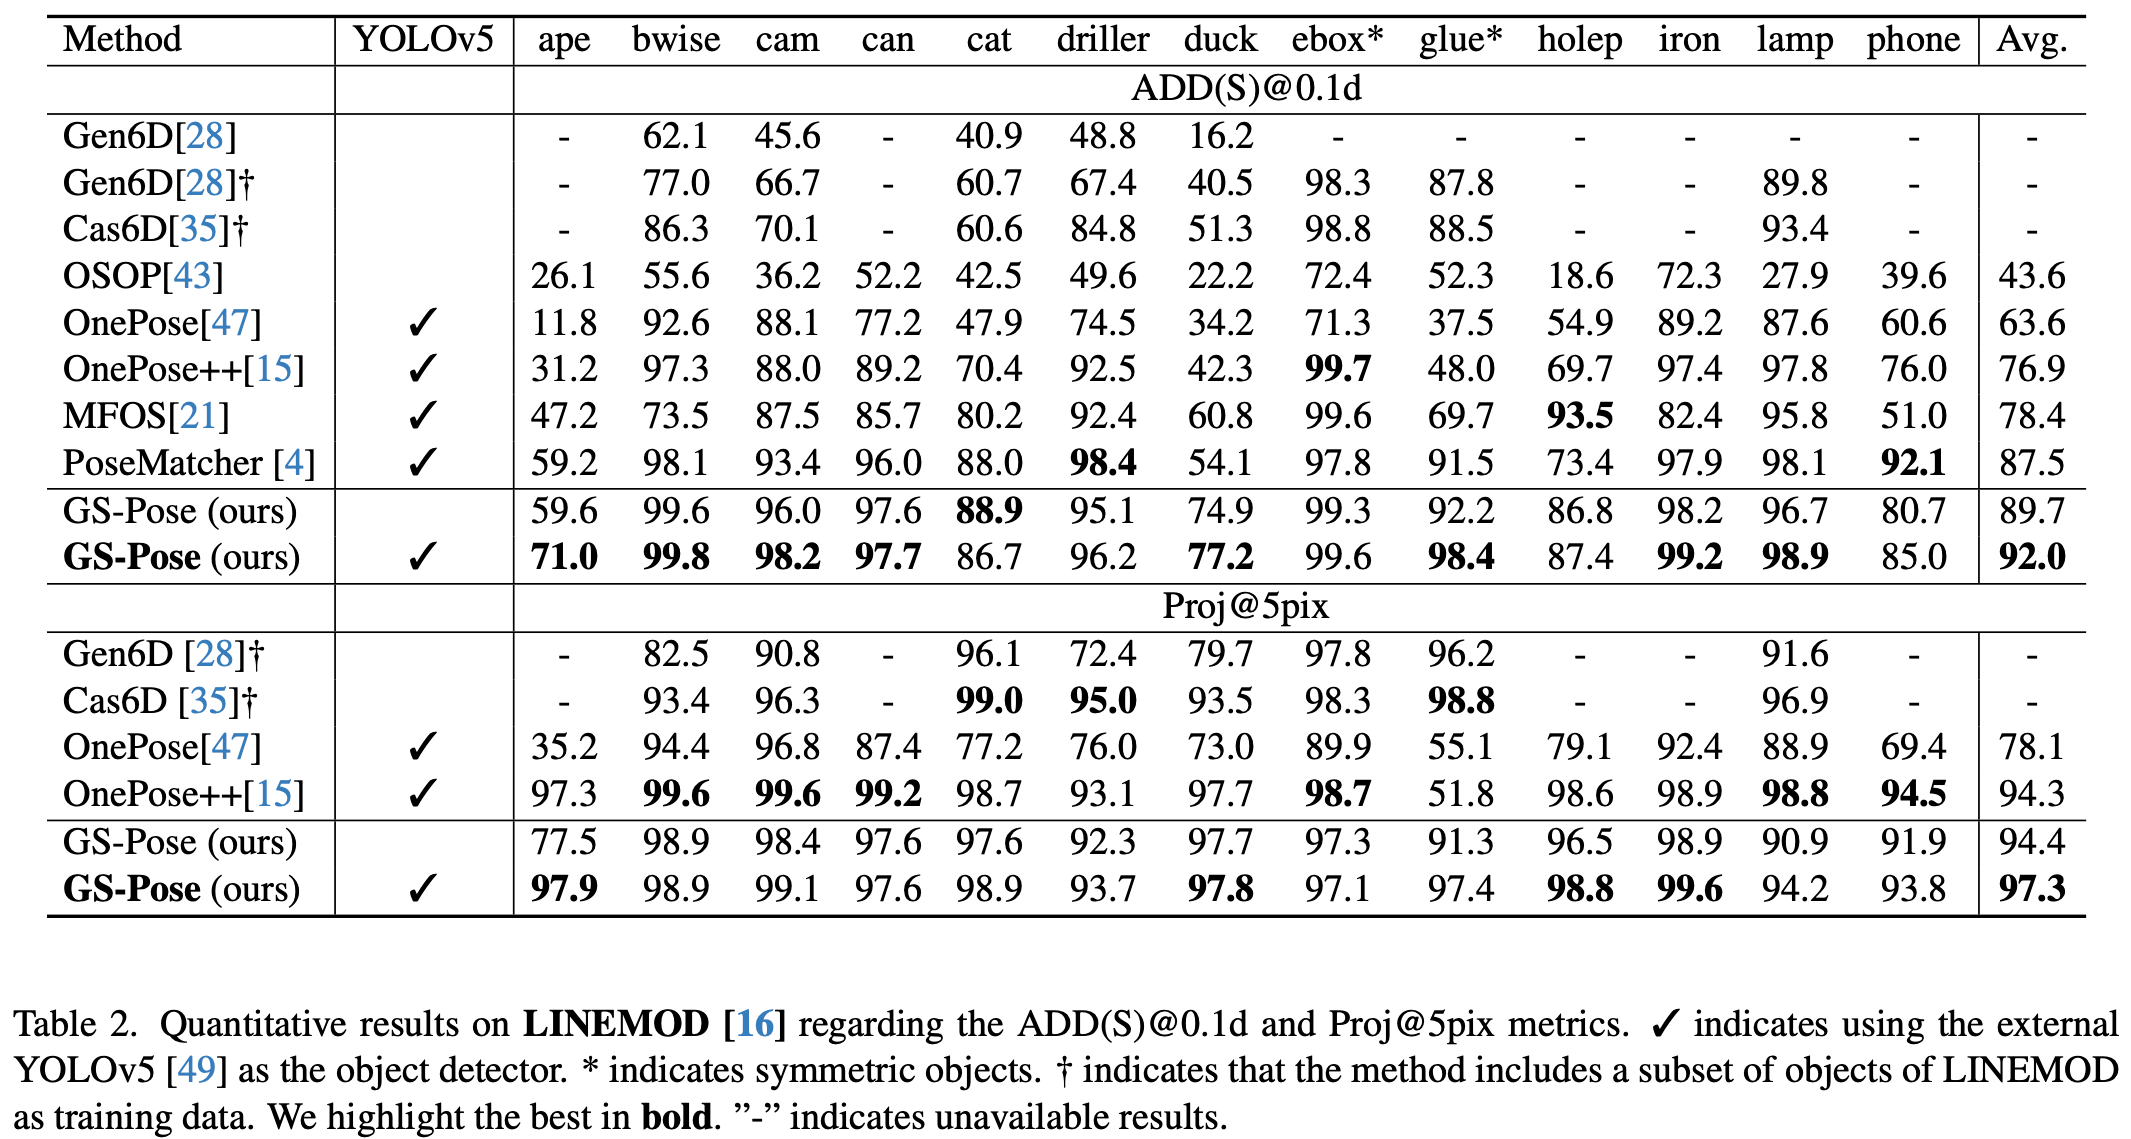 Method YOLOv5 ape bwise cam can cat driller duck ebox* glue* holep iron lamp phone Avg.
ADD(S)@0.1d
Gen6D[28] - 62.1 45.6 - 40.9 48.8 16.2 - - - - - - -
Gen6D[28]† - 77.0 66.7 - 60.7 67.4 40.5 98.3 87.8 - - 89.8 - -
Cas6D[35]† - 86.3 70.1 - 60.6 84.8 51.3 98.8 88.5 - - 93.4 - -
OSOP[43] 26.1 55.6 36.2 52.2 42.5 49.6 22.2 72.4 52.3 18.6 72.3 27.9 39.6 43.6
OnePose[47] ✓ 11.8 92.6 88.1 77.2 47.9 74.5 34.2 71.3 37.5 54.9 89.2 87.6 60.6 63.6
OnePose++[15] ✓ 31.2 97.3 88.0 89.2 70.4 92.5 42.3 99.7 48.0 69.7 97.4 97.8 76.0 76.9
MFOS[21] ✓ 47.2 73.5 87.5 85.7 80.2 92.4 60.8 99.6 69.7 93.5 82.4 95.8 51.0 78.4
PoseMatcher [4] ✓ 59.2 98.1 93.4 96.0 88.0 98.4 54.1 97.8 91.5 73.4 97.9 98.1 92.1 87.5
GS-Pose (ours) 59.6 99.6 96.0 97.6 88.9 95.1 74.9 99.3 92.2 86.8 98.2 96.7 80.7 89.7
GS-Pose (ours) ✓ 71.0 99.8 98.2 97.7 86.7 96.2 77.2 99.6 98.4 87.4 99.2 98.9 85.0 92.0
Proj@5pix
Gen6D [28]† - 82.5 90.8 - 96.1 72.4 79.7 97.8 96.2 - - 91.6 - -
Cas6D [35]† - 93.4 96.3 - 99.0 95.0 93.5 98.3 98.8 - - 96.9 - -
OnePose[47] ✓ 35.2 94.4 96.8 87.4 77.2 76.0 73.0 89.9 55.1 79.1 92.4 88.9 69.4 78.1
OnePose++[15] ✓ 97.3 99.6 99.6 99.2 98.7 93.1 97.7 98.7 51.8 98.6 98.9 98.8 94.5 94.3
GS-Pose (ours) 77.5 98.9 98.4 97.6 97.6 92.3 97.7 97.3 91.3 96.5 98.9 90.9 91.9 94.4
GS-Pose (ours) ✓ 97.9 98.9 99.1 97.6 98.9 93.7 97.8 97.1 97.4 98.8 99.6 94.2 93.8 97.3
Table 2. Quantitative results on LINEMOD [16] regarding the ADD(S)@0.1d and Proj@5pix metrics. ✓ indicates using the external
YOLOv5 [49] as the object detector. * indicates symmetric objects. † indicates that the method includes a subset of objects of LINEMOD
as training data. We highlight the best in bold. ”-” indicates unavailable results.